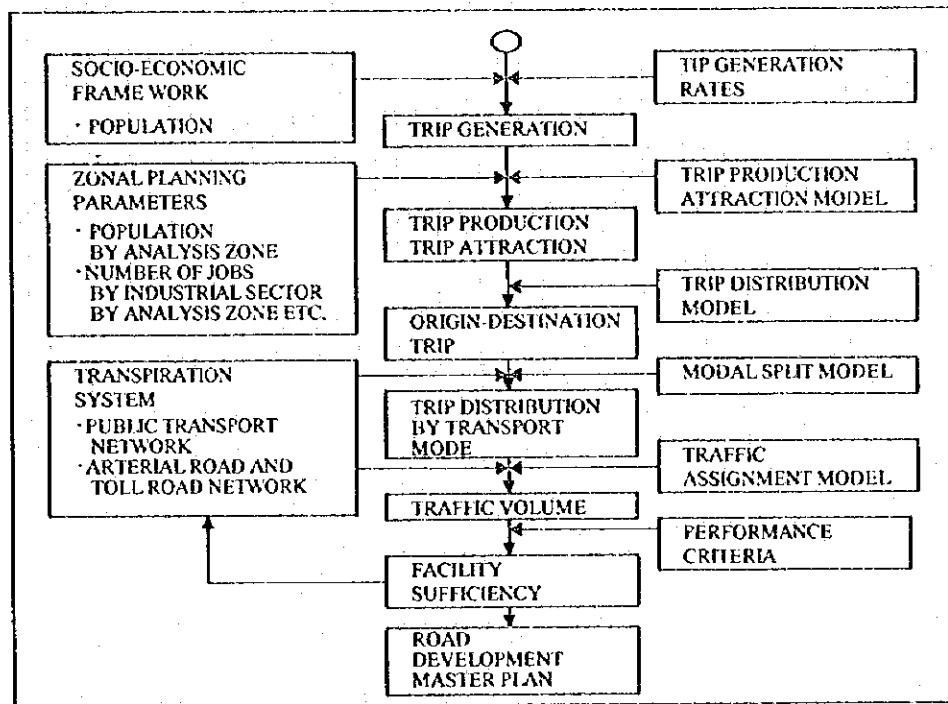 SOCIO-ECONOMIC
FRAME WORK
· POPULATION
TIP GENERATION
RATES
TRIP GENERATION
ZONAL PLANNING
PARAMETERS
· POPULATION
BY ANALYSIS ZONE
· NUMBER OF JOBS
BY INDUSTRIAL SECTOR
BY ANALYSIS ZONE ETC.
TRIP PRODUCTION
ATTRACTION MODEL
TRIP PRODUCTION
TRIP ATTRACTION
TRIP DISTRIBUTION
MODEL
ORIGIN-DESTINATION
TRIP
TRANSPIRATION
SYSTEM
· PUBLIC TRANSPORT
NETWORK
· ARTERIAL ROAD AND
TOLL ROAD NETWORK
MODAL SPLIT MODEL
TRIP DISTRIBUTION
BY TRANSPORT
MODE
TRAFFIC
ASSIGNMENT MODEL
TRAFFIC VOLUME
PERFORMANCE
CRITERIA
FACILITY
SUFFICIENCY
ROAD
DEVELOPMENT
MASTER PLAN